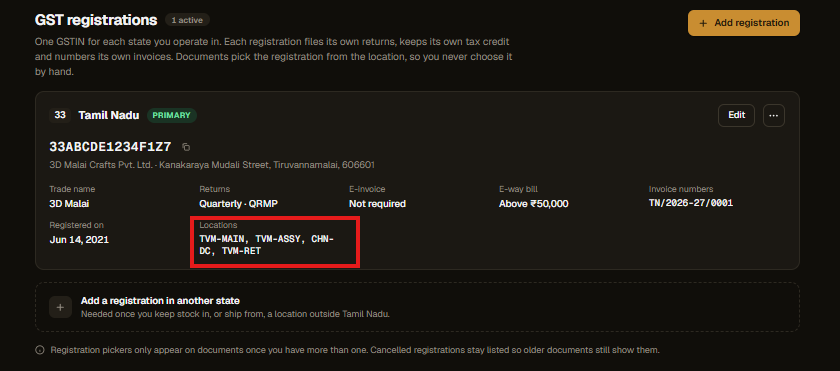 GST registrations 1 active
+ Add registration
One GSTIN for each state you operate in. Each registration files its own returns, keeps its own tax credit
and numbers its own invoices. Documents pick the registration from the location, so you never choose it
by hand.
33 Tamil Nadu PRIMARY
Edit ...
33ABCDE1234F1Z7
3D Malai Crafts Pvt. Ltd. · Kanakaraya Mudali Street, Tiruvannamalai, 606601
Trade name Returns E-invoice E-way bill Invoice numbers
3D Malai Quarterly · QRMP Not required Above ₹50,000 TN/2026-27/0001
Registered on Locations
Jun 14, 2021 TVM-MAIN, TVM-ASSY, CHN-
DC, TVM-RET
+ Add a registration in another state
Needed once you keep stock in, or ship from, a location outside Tamil Nadu.
Registration pickers only appear on documents once you have more than one. Cancelled registrations stay listed so older documents still show them.